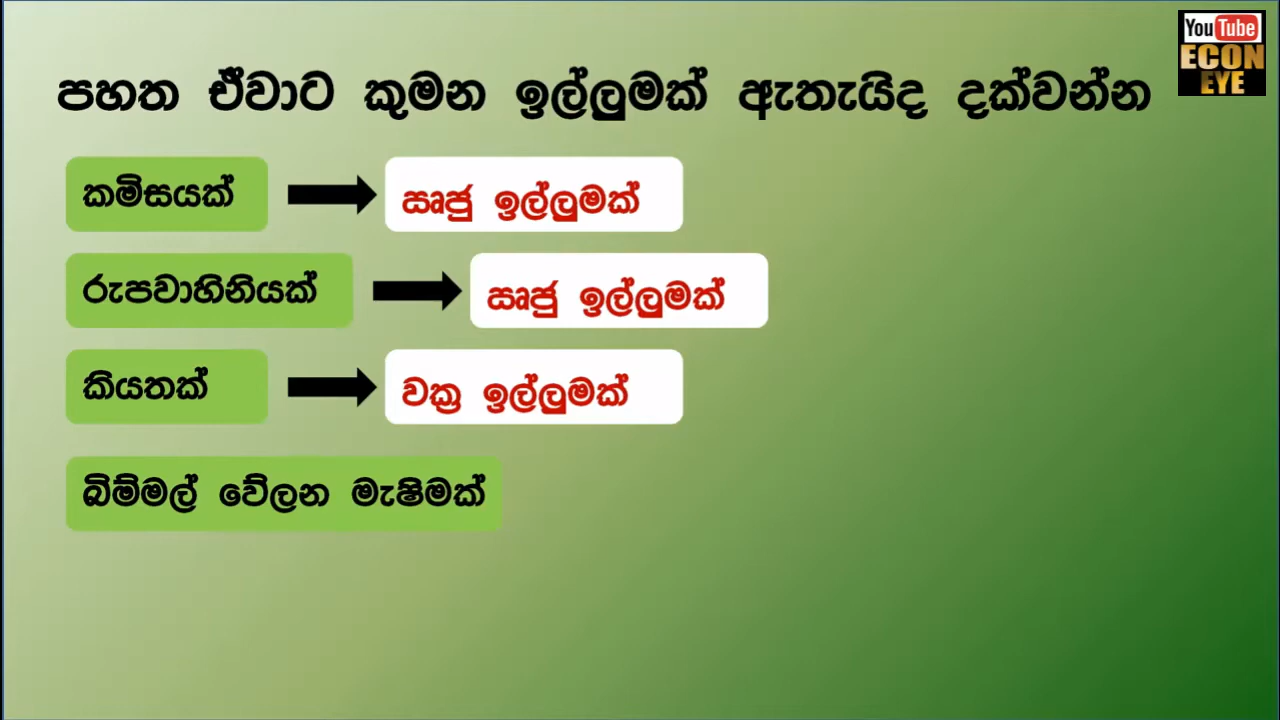 YouTube
ECON
EYE
පහත ඒවාට කුමන ඉල්ලුමක් ඇතැයිද දක්වන්න
කමිසයක්
සෘජු ඉල්ලුමක්
රුපවාහිනියක්
සෘජු ඉල්ලුමක්
කියතක්
වක්‍ර ඉල්ලුමක්
බිම්මල් වේලන මැෂිමක්